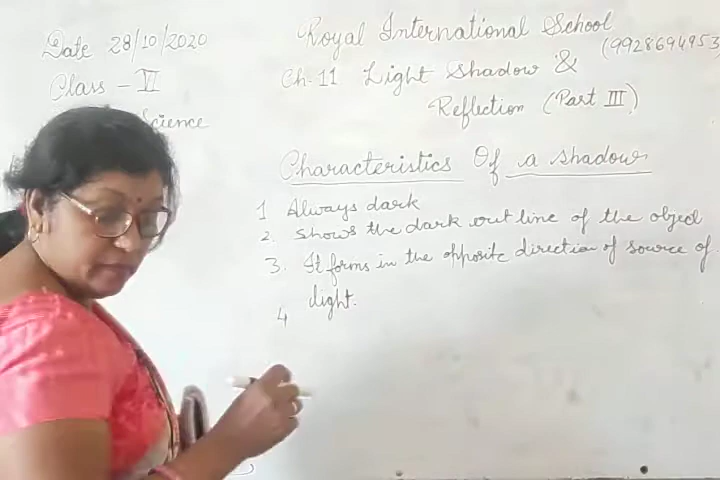 Date 28/10/2020
Royal International School
(9928694953
Class - VI
Ch. 11 Light Shadow &
Reflection (Part III)
Science
Characteristics Of a shadow
1 Always dark
2. Shows the dark out line of the object
3. It forms in the opposite direction of source of
light.
4